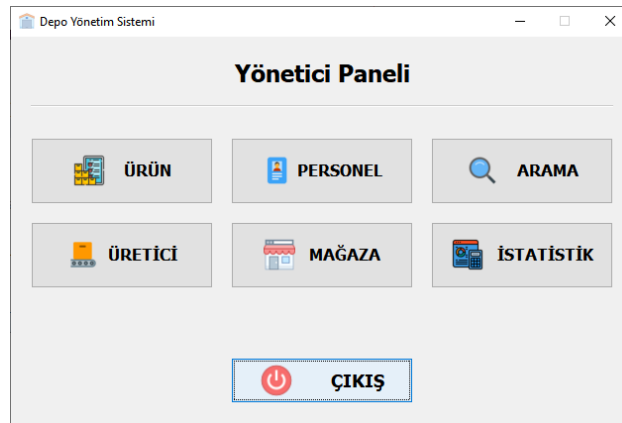 Depo Yönetim Sistemi
Yönetici Paneli
ÜRÜN PERSONEL ARAMA
ÜRETİCİ MAĞAZA İSTATİSTİK
ÇIKIŞ